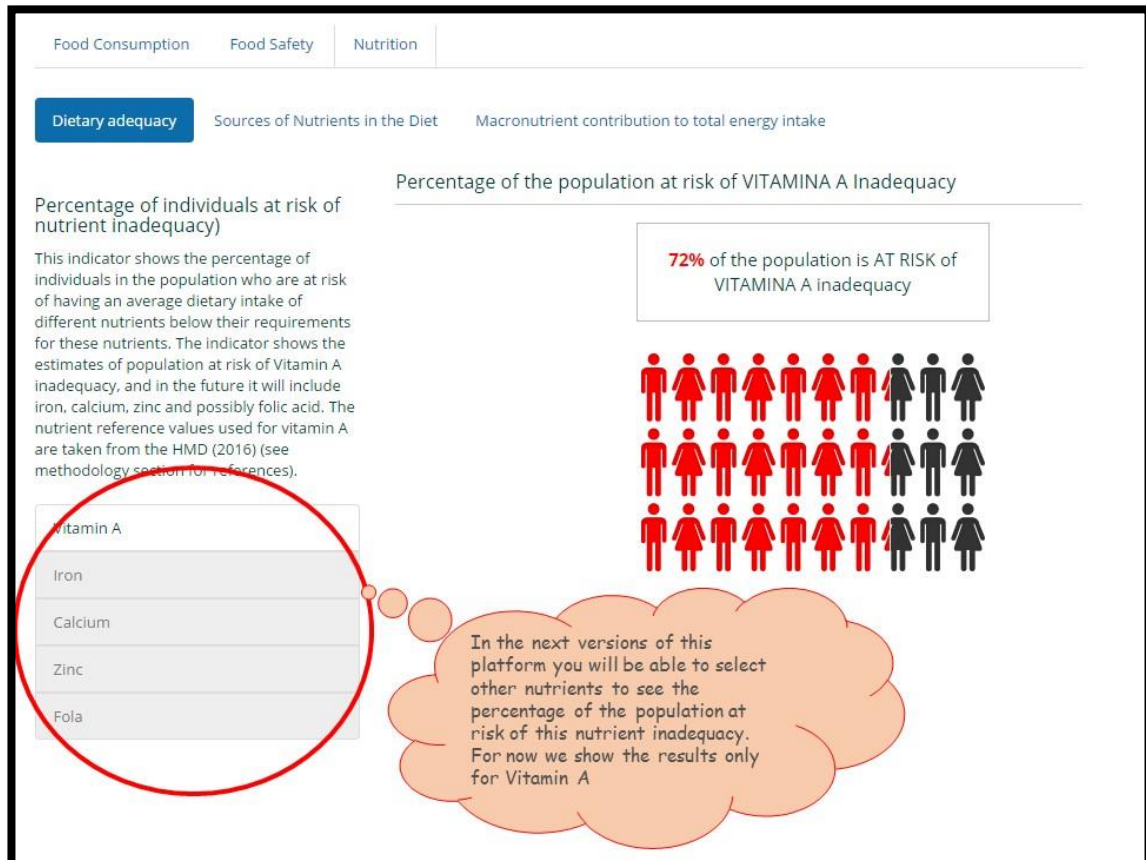 Food Consumption Food Safety Nutrition
Dietary adequacy Sources of Nutrients in the Diet Macronutrient contribution to total energy intake
Percentage of individuals at risk of
nutrient inadequacy)
This indicator shows the percentage of
individuals in the population who are at risk
of having an average dietary intake of
different nutrients below their requirements
for these nutrients. The indicator shows the
estimates of population at risk of Vitamin A
inadequacy, and in the future it will include
iron, calcium, zinc and possibly folic acid. The
nutrient reference values used for vitamin A
are taken from the HMD (2016) (see
methodology section for references).
Vitamin A
Iron
Calcium
Zinc
Fola
Percentage of the population at risk of VITAMINA A Inadequacy
72% of the population is AT RISK of
VITAMINA A inadequacy
In the next versions of this
platform you will be able to select
other nutrients to see the
percentage of the population at
risk of this nutrient inadequacy.
For now we show the results only
for Vitamin A